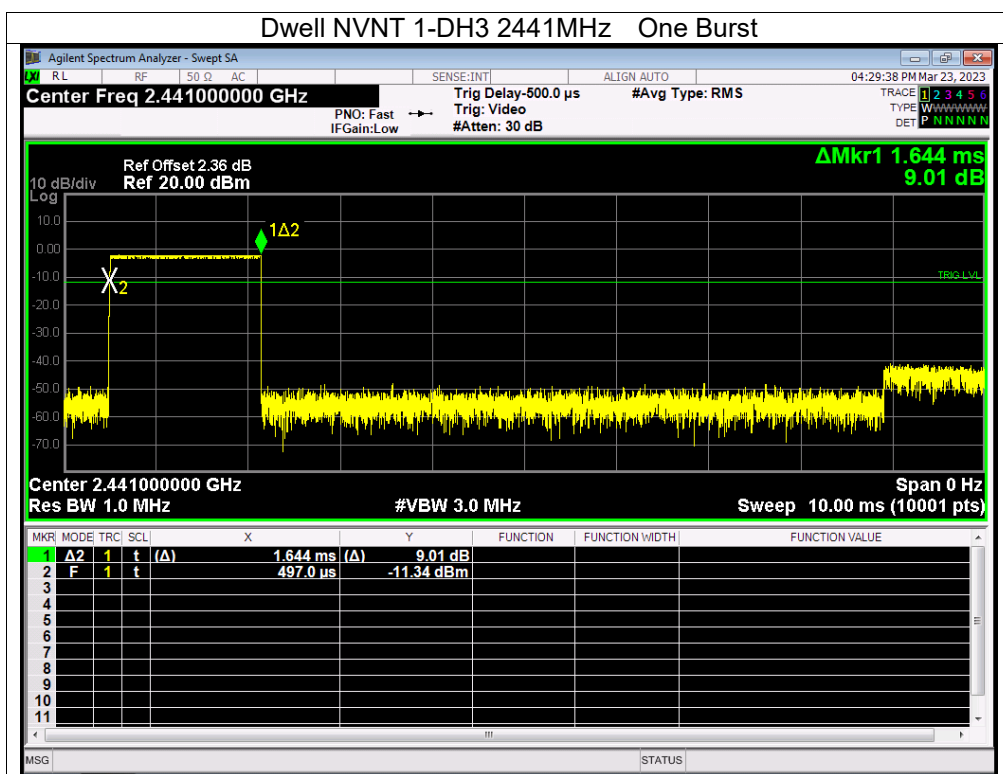 Dwell NVNT 1-DH3 2441MHz One Burst
Agilent Spectrum Analyzer - Swept SA
LXI RL RF 50 Ω AC SENSE:INT ALIGN AUTO 04:29:38 PM Mar 23, 2023
Center Freq 2.441000000 GHz Trig Delay-500.0 µs #Avg Type: RMS TRACE 1 2 3 4 5 6
PNO: Fast Trig: Video TYPE WWWWWW
IFGain:Low #Atten: 30 dB DET P N N N N N
ΔMkr1 1.644 ms
9.01 dB
Ref Offset 2.36 dB
10 dB/div Ref 20.00 dBm
Log
10.0
1Δ2
0.00
-10.0
TRIG LVL
2
-20.0
-30.0
-40.0
-50.0
-60.0
-70.0
Center 2.441000000 GHz Span 0 Hz
Res BW 1.0 MHz #VBW 3.0 MHz Sweep 10.00 ms (10001 pts)
MKR MODE TRC SCL X Y FUNCTION FUNCTION WIDTH FUNCTION VALUE
1 Δ2 1 t (Δ) 1.644 ms (Δ) 9.01 dB
2 F 1 t 497.0 µs -11.34 dBm
3
4
5
6
7
8
9
10
11
MSG STATUS